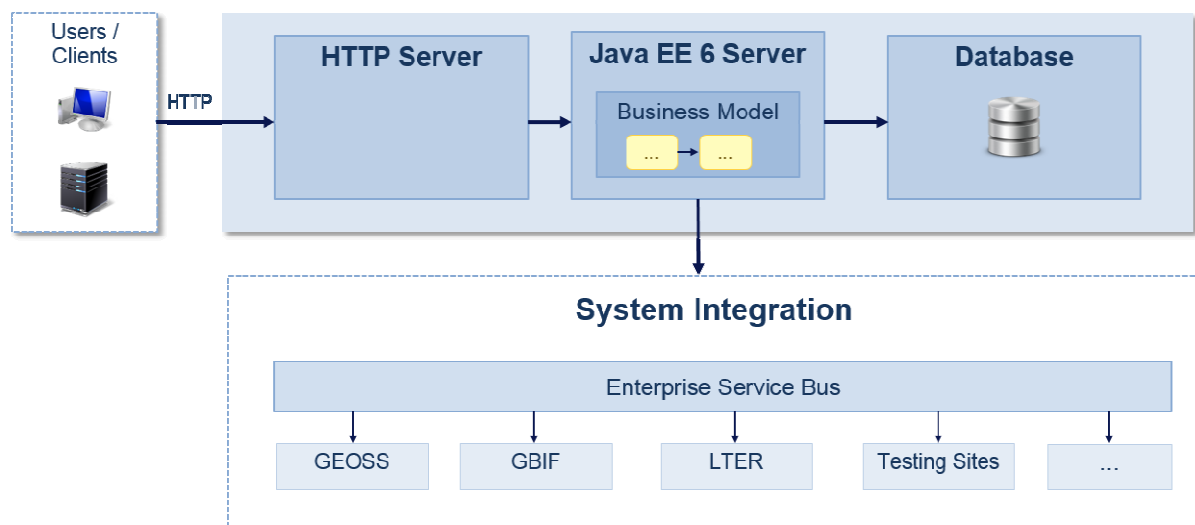 Users /
Clients
HTTP
HTTP Server
Java EE 6 Server
Business Model
...
...
Database
System Integration
Enterprise Service Bus
GEOSS
GBIF
LTER
Testing Sites
...